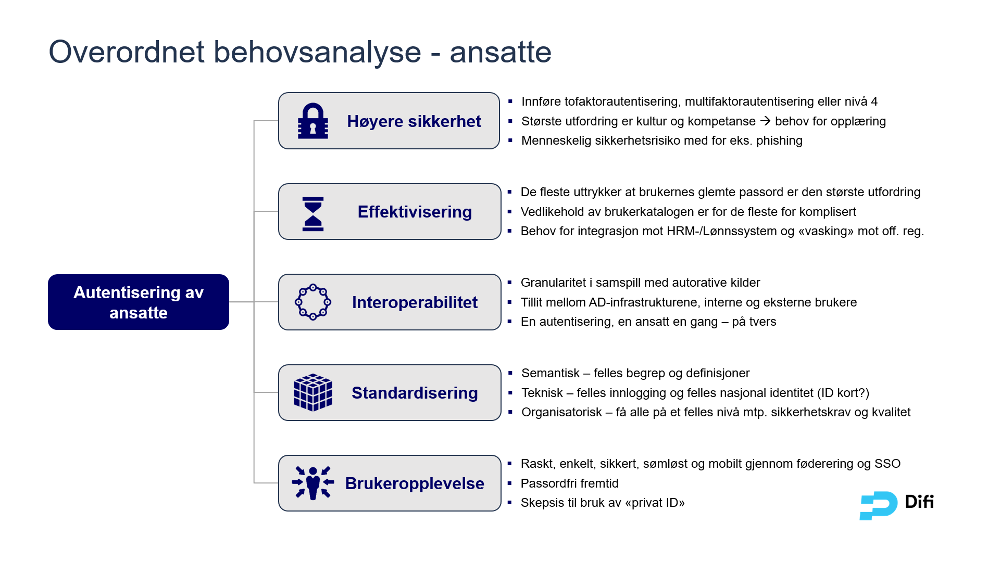 Overordnet behovsanalyse - ansatte
Autentisering av
ansatte
Høyere sikkerhet
▪ Innføre tofaktorautentisering, multifaktorautentisering eller nivå 4
▪ Største utfordring er kultur og kompetanse → behov for opplæring
▪ Menneskelig sikkerhetsrisiko med for eks. phishing
Effektivisering
▪ De fleste uttrykker at brukernes glemte passord er den største utfordring
▪ Vedlikehold av brukerkatalogen er for de fleste for komplisert
▪ Behov for integrasjon mot HRM-/Lønnssystem og «vasking» mot off. reg.
Interoperabilitet
▪ Granularitet i samspill med autorative kilder
▪ Tillit mellom AD-infrastrukturene, interne og eksterne brukere
▪ En autentisering, en ansatt en gang – på tvers
Standardisering
▪ Semantisk – felles begrep og definisjoner
▪ Teknisk – felles innlogging og felles nasjonal identitet (ID kort?)
▪ Organisatorisk – få alle på et felles nivå mtp. sikkerhetskrav og kvalitet
Brukeropplevelse
▪ Raskt, enkelt, sikkert, sømløst og mobilt gjennom føderering og SSO
▪ Passordfri fremtid
▪ Skepsis til bruk av «privat ID»
Difi